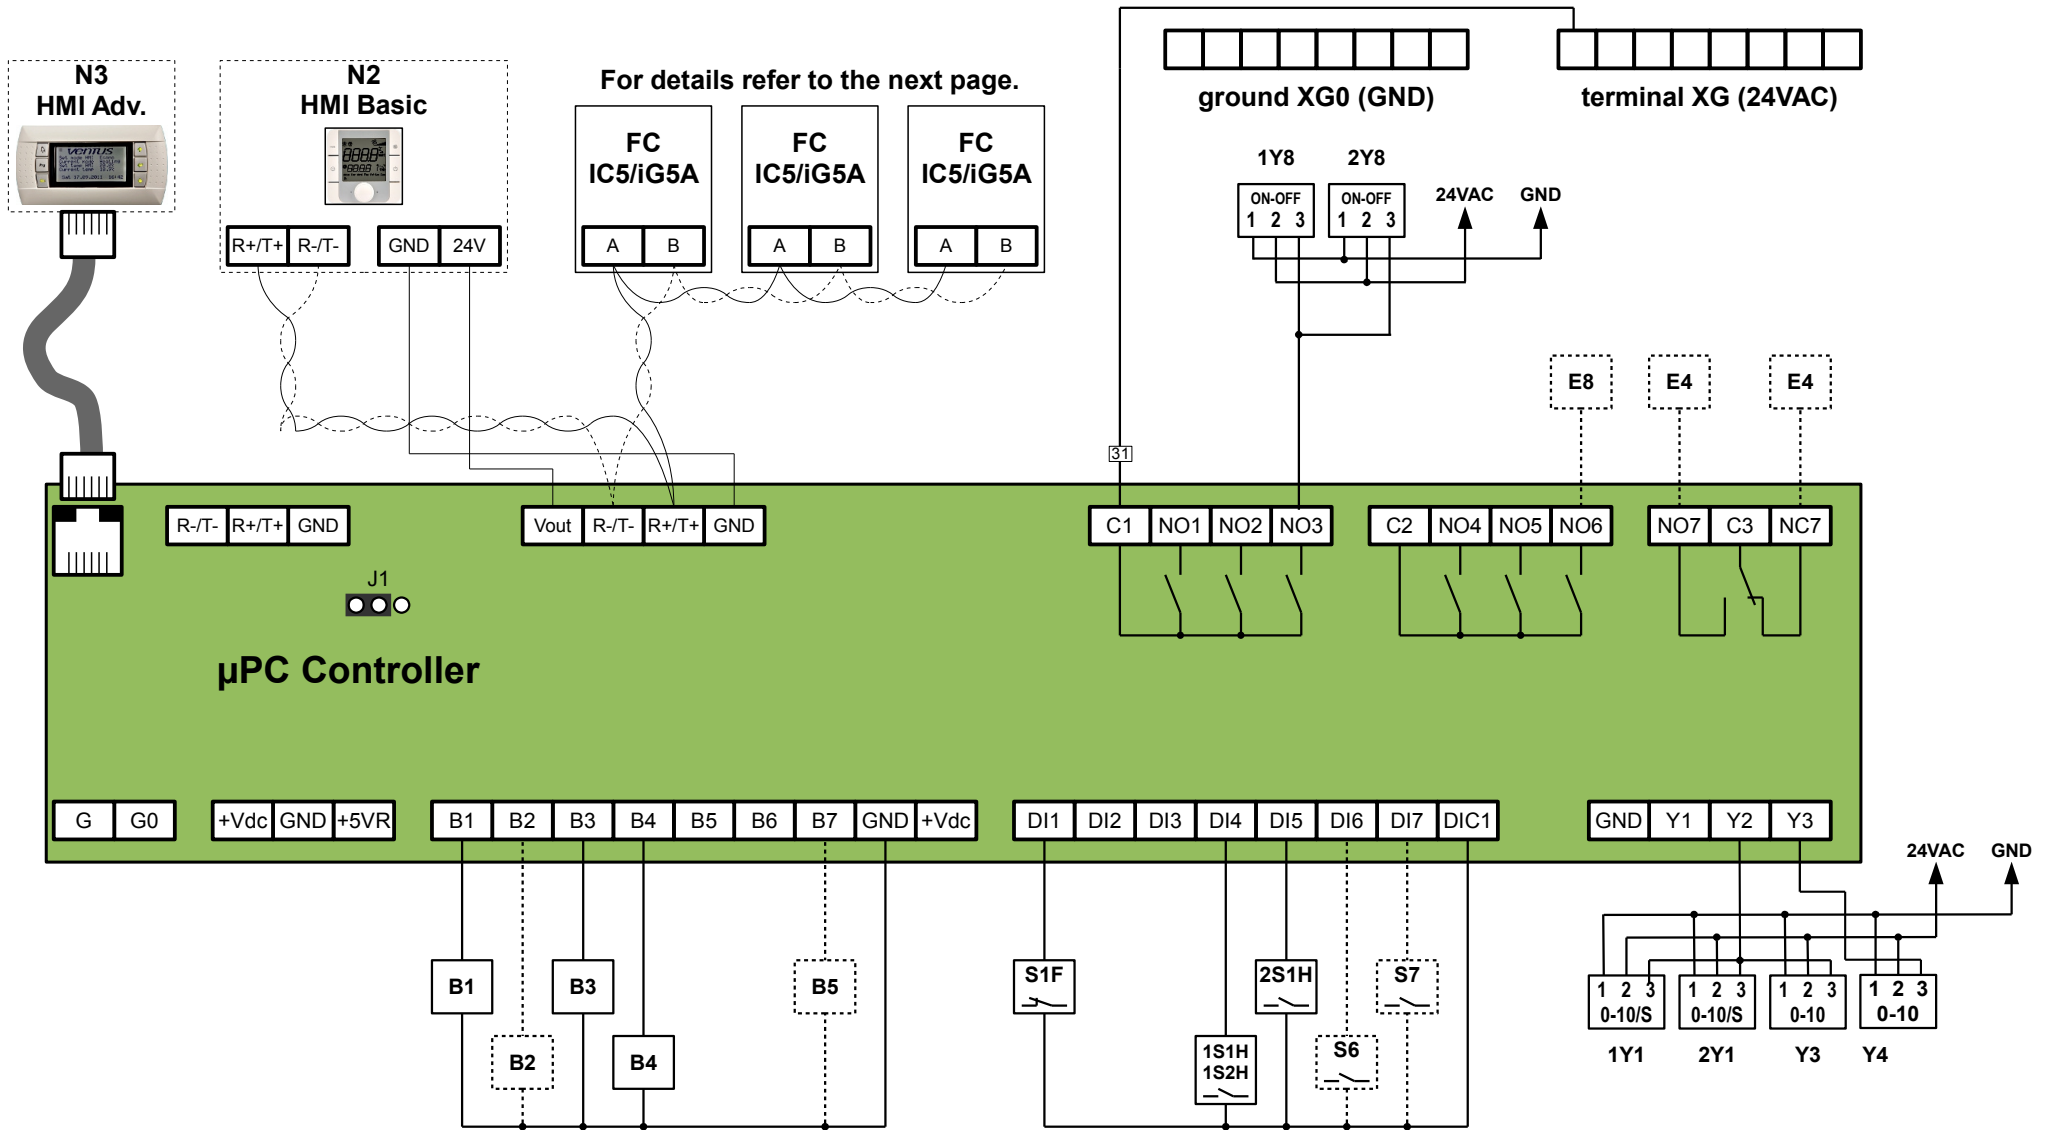 N3
HMI Adv.
N2
HMI Basic
For details refer to the next page.
FC
IC5/iG5A
FC
IC5/iG5A
FC
IC5/iG5A
ground XG0 (GND)
terminal XG (24VAC)
1Y8 2Y8
ON-OFF ON-OFF
1 2 3 1 2 3
24VAC GND
R+/T+ R-/T- GND 24V
A B A B A B
E8 E4 E4
31
R-/T- R+/T+ GND
Vout R-/T- R+/T+ GND
C1 NO1 NO2 NO3
C2 NO4 NO5 NO6
NO7 C3 NC7
J1
µPC Controller
G G0
+Vdc GND +5VR
B1 B2 B3 B4 B5 B6 B7 GND +Vdc
DI1 DI2 DI3 DI4 DI5 DI6 DI7 DIC1
GND Y1 Y2 Y3
24VAC GND
B1 B3 B5
B2 B4
S1F 2S1H S7
1S1H
1S2H
S6
1 2 3 1 2 3 1 2 3 1 2 3
0-10/S 0-10/S 0-10 0-10
1Y1 2Y1 Y3 Y4